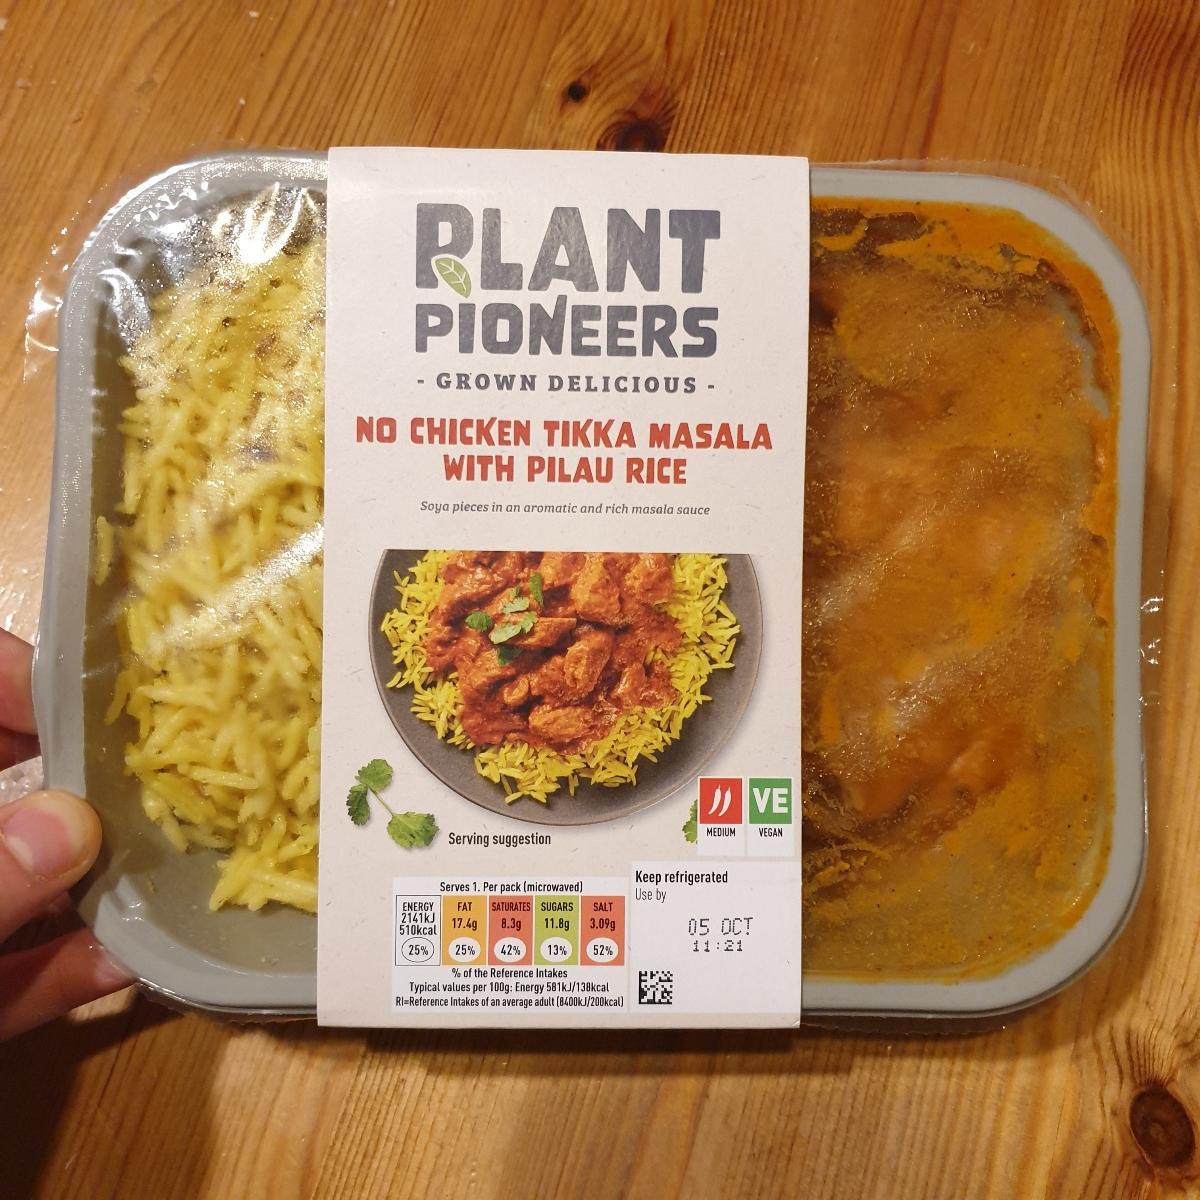 PLANT
PIONEERS
- GROWN DELICIOUS -
NO CHICKEN TIKKA MASALA
WITH PILAU RICE
Soya pieces in an aromatic and rich masala sauce
Serving suggestion
MEDIUM
VE
VEGAN
Serves 1. Per pack (microwaved)
ENERGY FAT SATURATES SUGARS SALT
2141kJ 17.4g 8.3g 11.8g 3.09g
510kcal
25% 25% 42% 13% 52%
% of the Reference Intakes
Typical values per 100g: Energy 581kJ/138kcal
RI=Reference Intakes of an average adult (8400kJ/200kcal)
Keep refrigerated
Use by
05 OCT
11:21